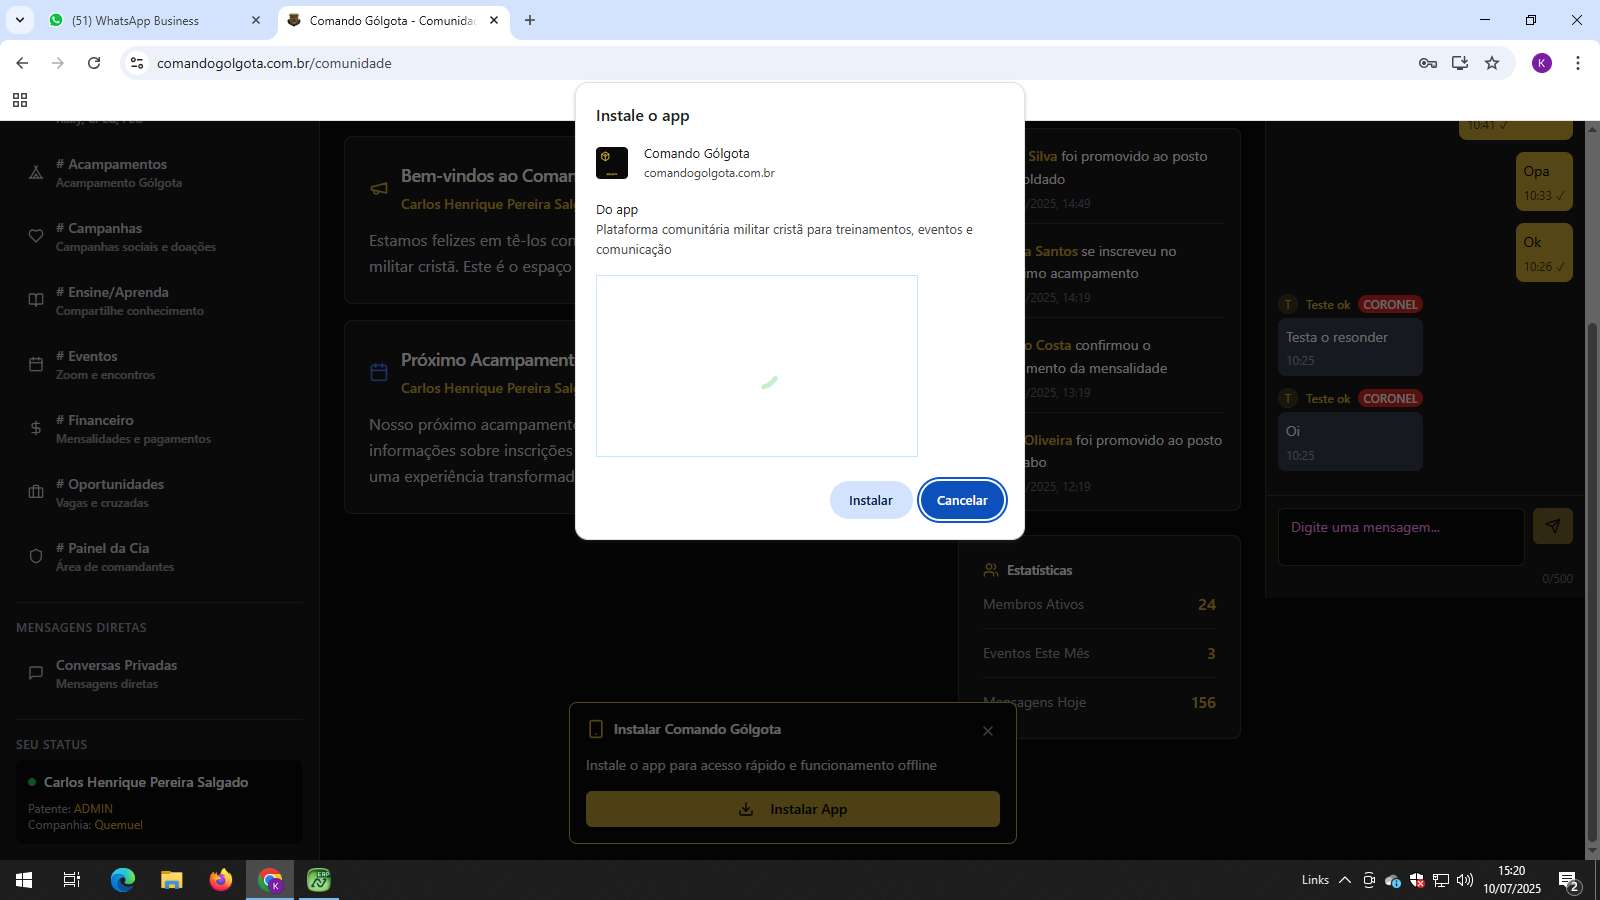 (51) WhatsApp Business
Comando Gólgota - Comunidad
comandogolgota.com.br/comunidade
K
# Acampamentos
Acampamento Gólgota
# Campanhas
Campanhas sociais e doações
# Ensine/Aprenda
Compartilhe conhecimento
# Eventos
Zoom e encontros
# Financeiro
Mensalidades e pagamentos
# Oportunidades
Vagas e cruzadas
# Painel da Cia
Área de comandantes
MENSAGENS DIRETAS
Conversas Privadas
Mensagens diretas
SEU STATUS
Carlos Henrique Pereira Salgado
Patente: ADMIN
Companhia: Quemuel
Bem-vindos ao Coman
Carlos Henrique Pereira Sal
Estamos felizes em tê-los con
militar cristã. Este é o espaço
Próximo Acampament
Carlos Henrique Pereira Sal
Nosso próximo acampamento
informações sobre inscrições
uma experiência transformad
Instale o app
Comando Gólgota
comandogolgota.com.br
Do app
Plataforma comunitária militar cristã para treinamentos, eventos e
comunicação
Instalar
Cancelar
Silva foi promovido ao posto
oldado
/2025, 14:49
a Santos se inscreveu no
imo acampamento
/2025, 14:19
o Costa confirmou o
mento da mensalidade
/2025, 13:19
Oliveira foi promovido ao posto
abo
/2025, 12:19
Estatísticas
Membros Ativos
24
Eventos Este Mês
3
Mensagens Hoje
156
Instalar Comando Gólgota
Instale o app para acesso rápido e funcionamento offline
Instalar App
10:41 ✓
Opa
10:33 ✓
Ok
10:26 ✓
T Teste ok CORONEL
Testa o resonder
10:25
T Teste ok CORONEL
Oi
10:25
Digite uma mensagem...
0/500
K
ERP
Links
15:20
10/07/2025
2